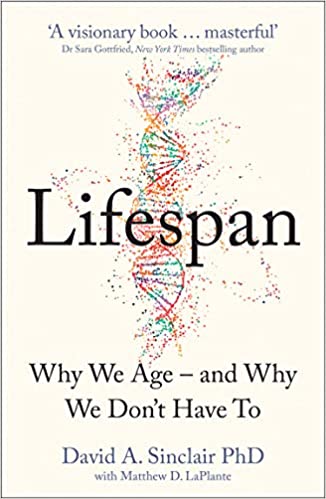 ‘A visionary book ... masterful’
Dr Sara Gottfried, New York Times bestselling author
Lifespan
Why We Age – and Why
We Don’t Have To
David A. Sinclair PhD
with Matthew D. LaPlante